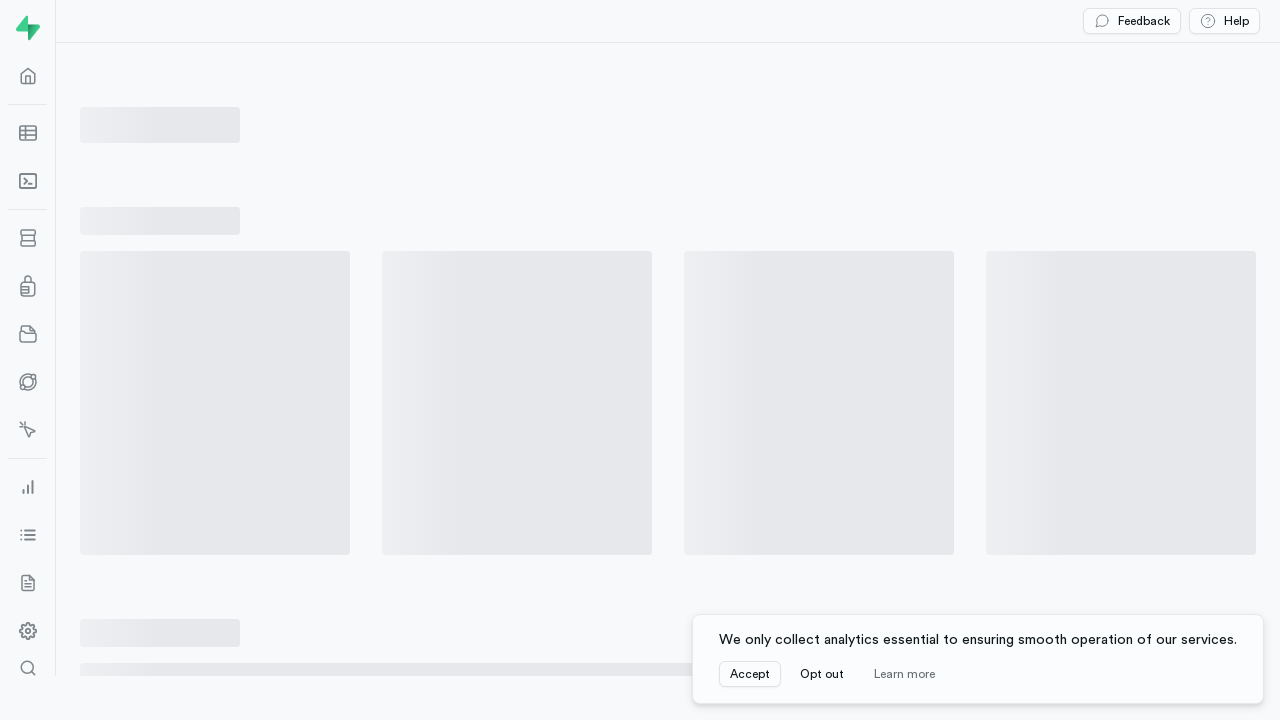 Feedback
Help
We only collect analytics essential to ensuring smooth operation of our services.
Accept
Opt out
Learn more